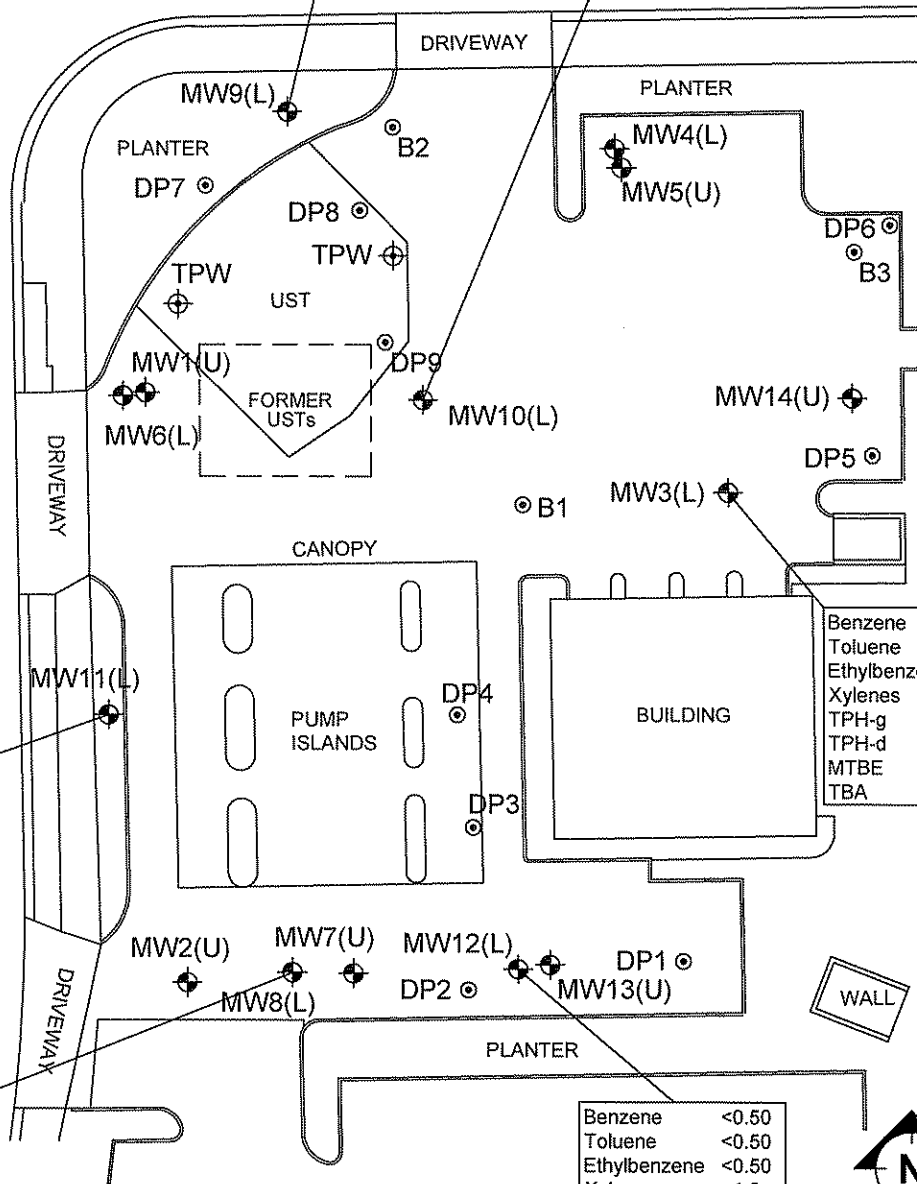 DRIVEWAY
MW9(L)
PLANTER
B2
PLANTER
MW4(L)
MW5(U)
DP7
DP8
DP6
B3
TPW
TPW
UST
DP9
MW1(U)
MW6(L)
FORMER
USTs
MW10(L)
MW14(U)
DRIVEWAY
DP5
MW3(L)
B1
CANOPY
Benzene
Toluene
Xylenes
TPH-g
TPH-d
MTBE
TBA
MW11(L)
DP4
PUMP
ISLANDS
BUILDING
DP3
MW2(U)
MW7(U)
MW8(L)
MW12(L)
MW13(U)
DP1
DP2
DRIVEWAY
WALL
PLANTER
Benzene <0.50
Toluene <0.50
Ethylbenzene <0.50
N